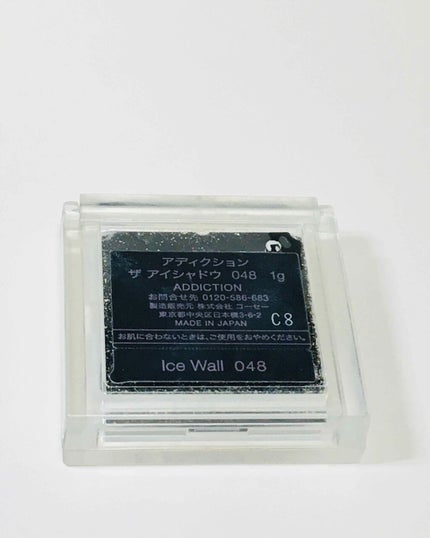 アディクション
ザ アイシャドウ 048 1g
ADDICTION
お問合せ先 0120-586-683
製造販売元 株式会社 コーセー
東京都中央区日本橋3-6-2
MADE IN JAPAN C8
お肌に合わないときは、ご使用をおやめください。
Ice Wall 048